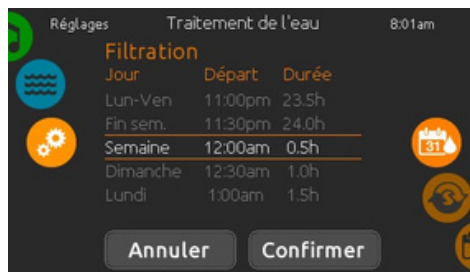 Réglages Traitement de l'eau 8:01am
Filtration
Jour Départ Durée
Lun-Ven 11:00pm 23.5h
Fin sem. 11:30pm 24.0h
Semaine 12:00am 0.5h
31
Dimanche 12:30am 1.0h
Lundi 1:00am 1.5h
Annuler Confirmer